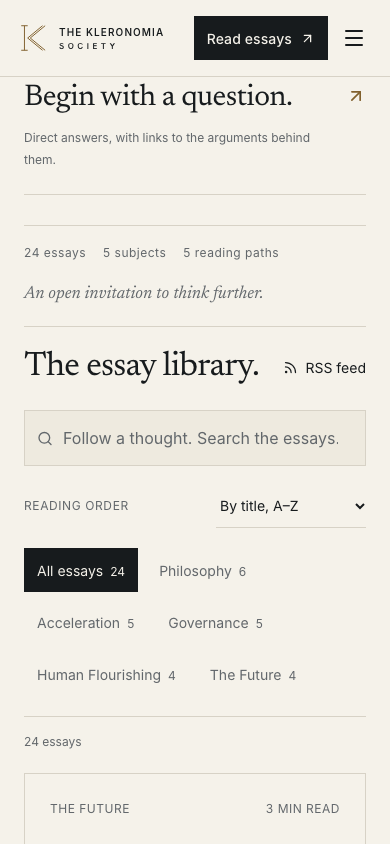 THE KLERONOMIA
SOCIETY
Read essays
Begin with a question.
Direct answers, with links to the arguments behind
them.
24 essays 5 subjects 5 reading paths
An open invitation to think further.
The essay library.
RSS feed
Follow a thought. Search the essays.
READING ORDER
By title, A–Z
All essays 24
Philosophy 6
Acceleration 5
Governance 5
Human Flourishing 4
The Future 4
24 essays
THE FUTURE
3 MIN READ